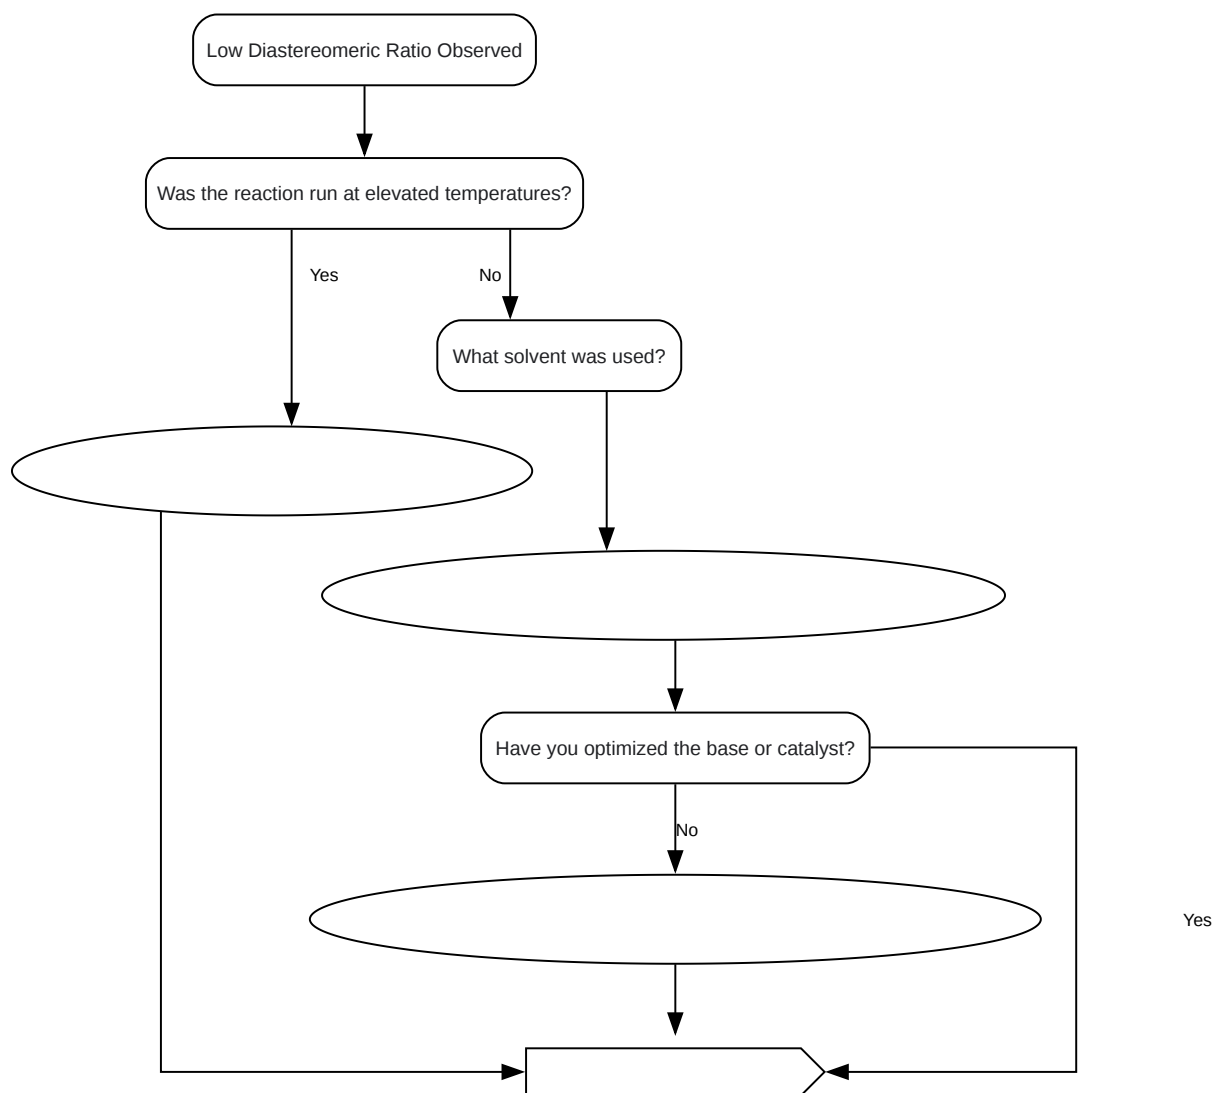 Low Diastereomeric Ratio Observed
Was the reaction run at elevated temperatures?
Yes
No
What solvent was used?
Have you optimized the base or catalyst?
No
Yes